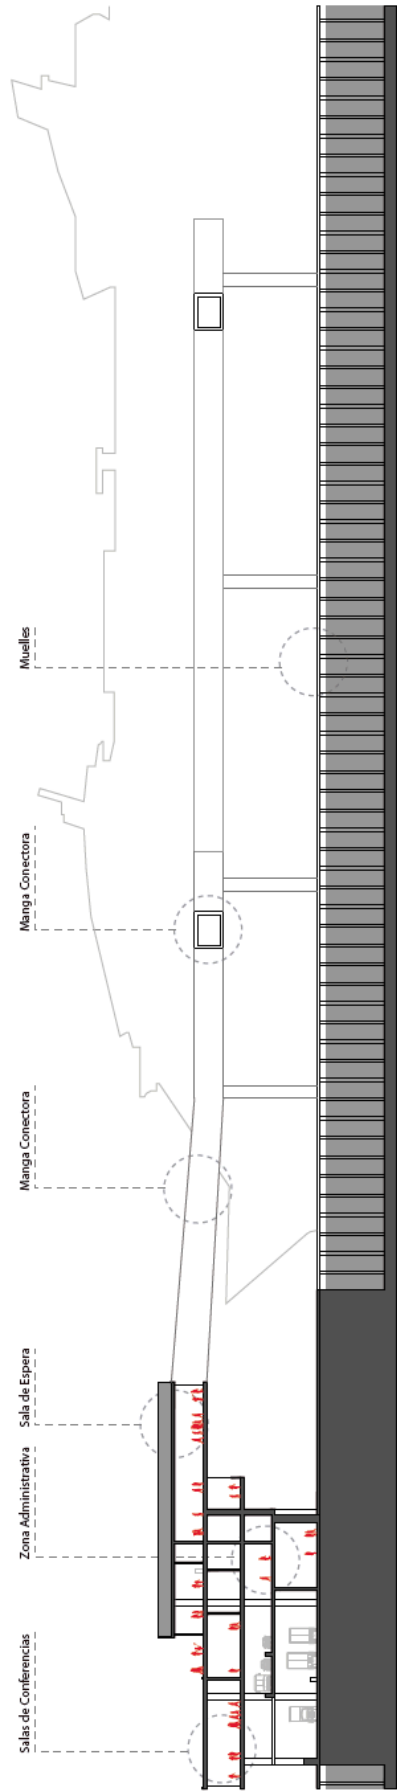 Salas de Conferencias
Zona Administrativa
Sala de Espera
Manga Conectora
Manga Conectora
Muelles